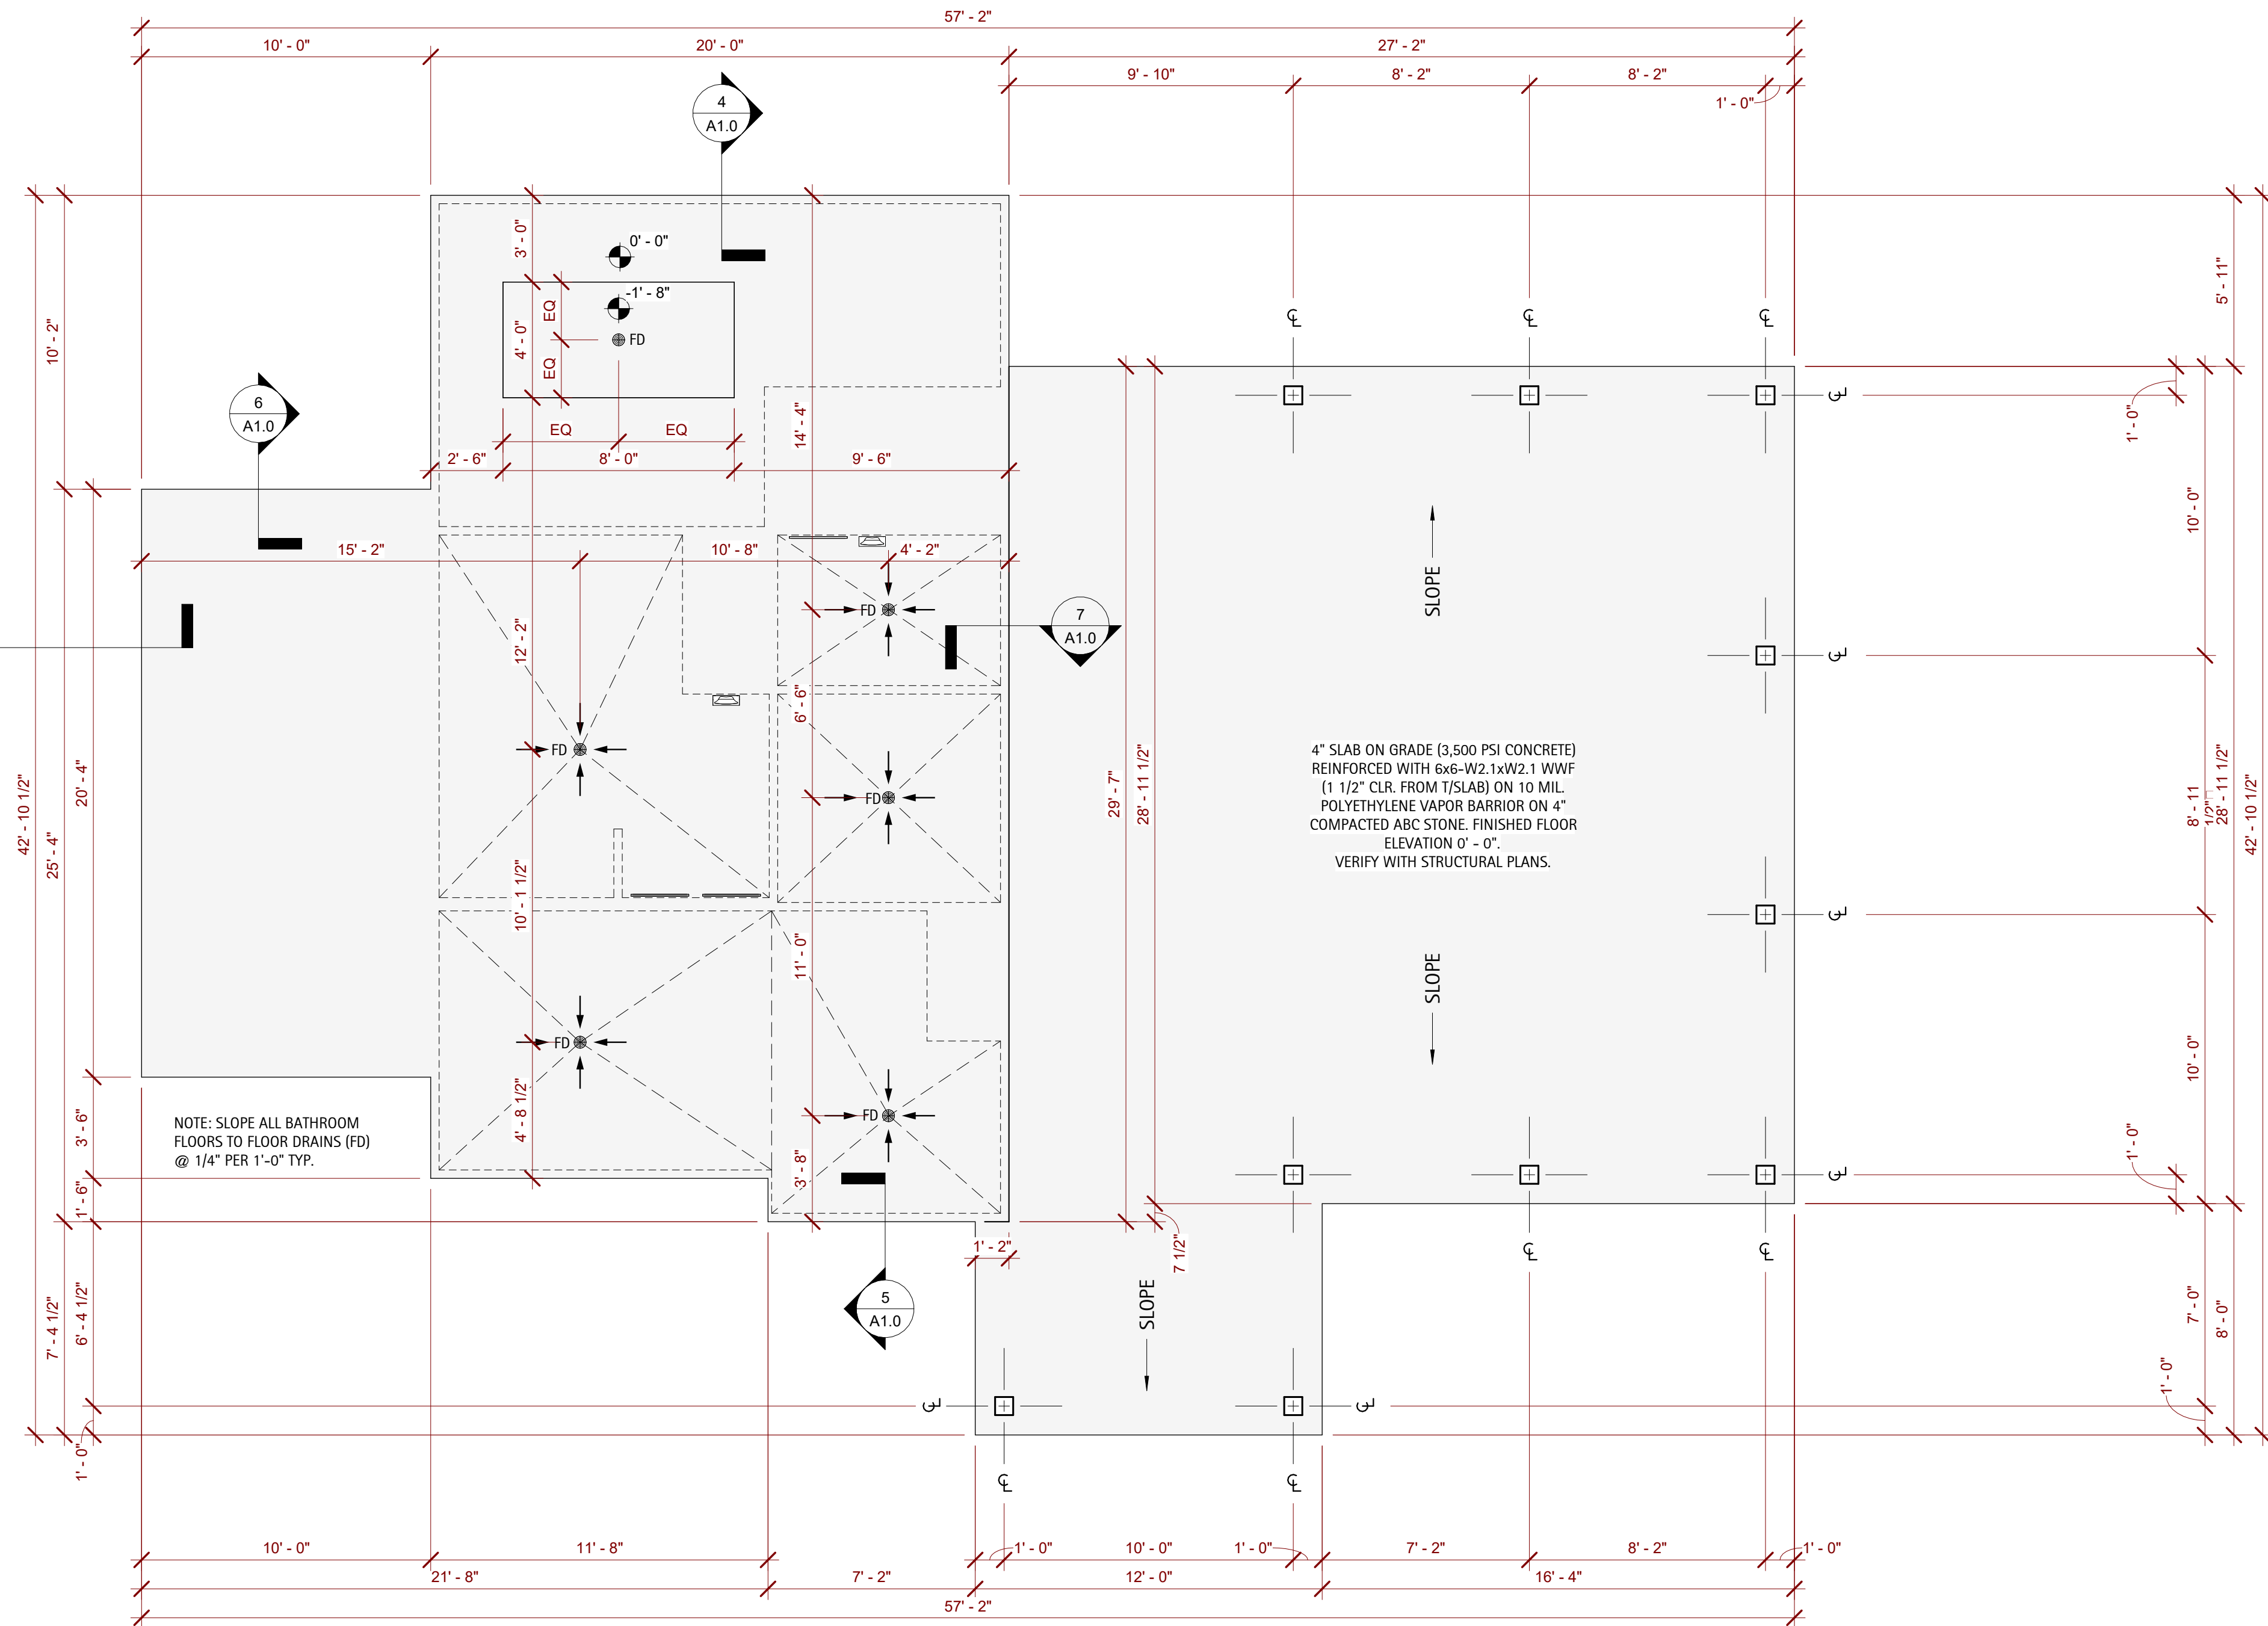 57' - 2"
10' - 0"
20' - 0"
27' - 2"
9' - 10"
8' - 2"
8' - 2"
1' - 0"
4
A1.0
0' - 0"
3' - 0"
-1' - 8"
EQ
4' - 0"
FD
EQ
EQ
EQ
2' - 6"
8' - 0"
9' - 6"
14' - 4"
10' - 2"
6
A1.0
5' - 11"
℄
℄
℄
℄
1' - 0"
10' - 0"
15' - 2"
10' - 8"
4' - 2"
FD
SLOPE
7
A1.0
℄
12' - 2"
6' - 6"
FD
FD
42' - 10 1/2"
25' - 4"
20' - 4"
29' - 7"
28' - 11 1/2"
4" SLAB ON GRADE (3,500 PSI CONCRETE)
REINFORCED WITH 6x6-W2.1xW2.1 WWF
(1 1/2" CLR. FROM T/SLAB) ON 10 MIL.
POLYETHYLENE VAPOR BARRIOR ON 4"
COMPACTED ABC STONE. FINISHED FLOOR
ELEVATION 0' - 0".
VERIFY WITH STRUCTURAL PLANS.
8' - 11
1/2"
28' - 11 1/2"
42' - 10 1/2"
10' - 1 1/2"
11' - 0"
℄
SLOPE
FD
10' - 0"
4' - 8 1/2"
FD
3' - 6"
NOTE: SLOPE ALL BATHROOM
FLOORS TO FLOOR DRAINS (FD)
@ 1/4" PER 1'-0" TYP.
3' - 8"
1' - 0"
℄
1' - 6"
1' - 2"
7 1/2"
℄
℄
5
A1.0
SLOPE
7' - 4 1/2"
6' - 4 1/2"
7' - 0"
8' - 0"
1' - 0"
℄
℄
1' - 0"
℄
℄
10' - 0"
11' - 8"
1' - 0"
10' - 0"
1' - 0"
7' - 2"
8' - 2"
1' - 0"
21' - 8"
7' - 2"
12' - 0"
16' - 4"
57' - 2"